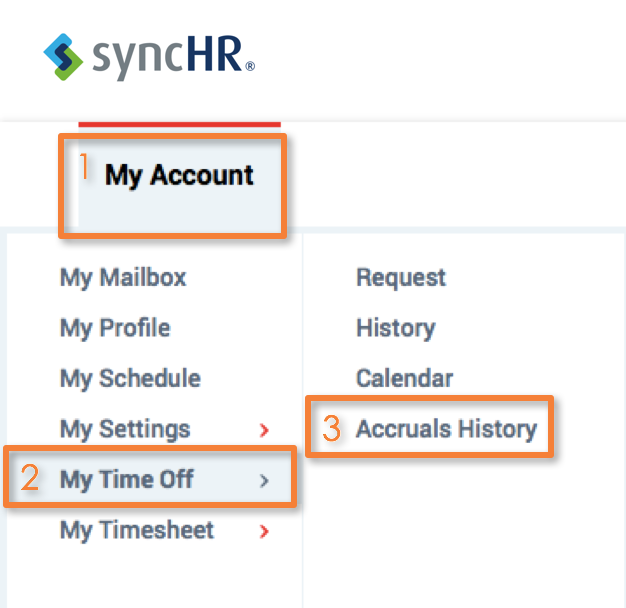 syncHR®
1 My Account
My Mailbox
My Profile
My Schedule
My Settings
2 My Time Off
My Timesheet
Request
History
Calendar
3 Accruals History